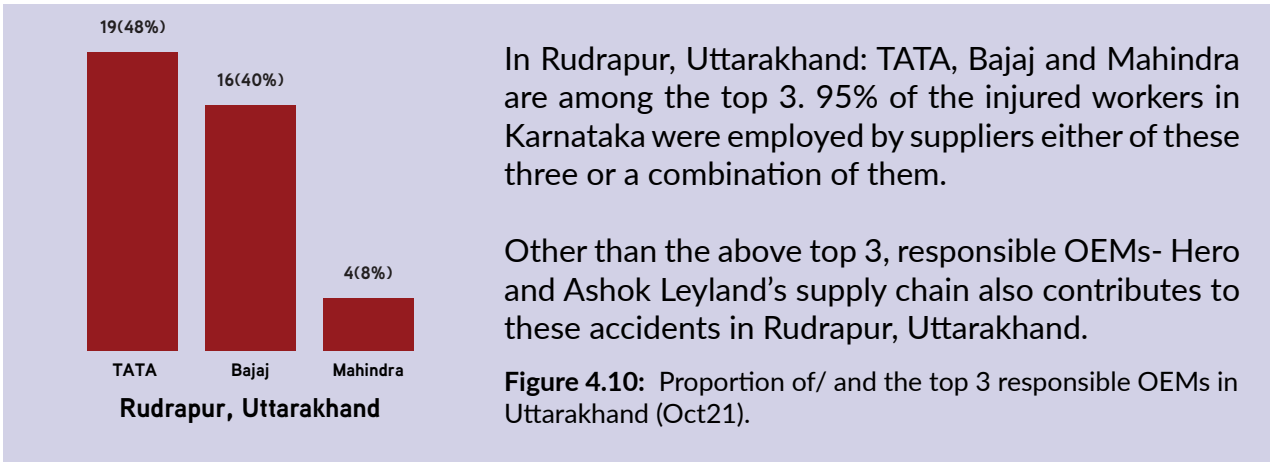 19(48%)
16(40%)
4(8%)
TATA
Bajaj
Mahindra
Rudrapur, Uttarakhand
In Rudrapur, Uttarakhand: TATA, Bajaj and Mahindra
are among the top 3. 95% of the injured workers in
Karnataka were employed by suppliers either of these
three or a combination of them.
Other than the above top 3, responsible OEMs- Hero
and Ashok Leyland’s supply chain also contributes to
these accidents in Rudrapur, Uttarakhand.
Figure 4.10: Proportion of/ and the top 3 responsible OEMs in
Uttarakhand (Oct21).